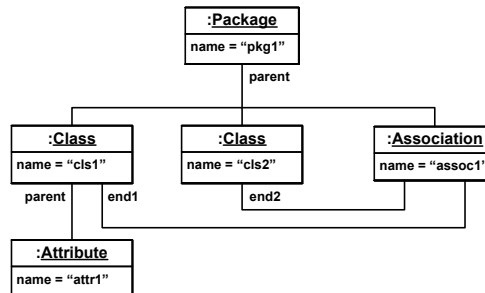 :Package
name = “pkg1”
parent
:Class
name = “cls1”
:Class
name = “cls2”
:Association
name = “assoc1”
parent
end1
end2
:Attribute
name = “attr1”